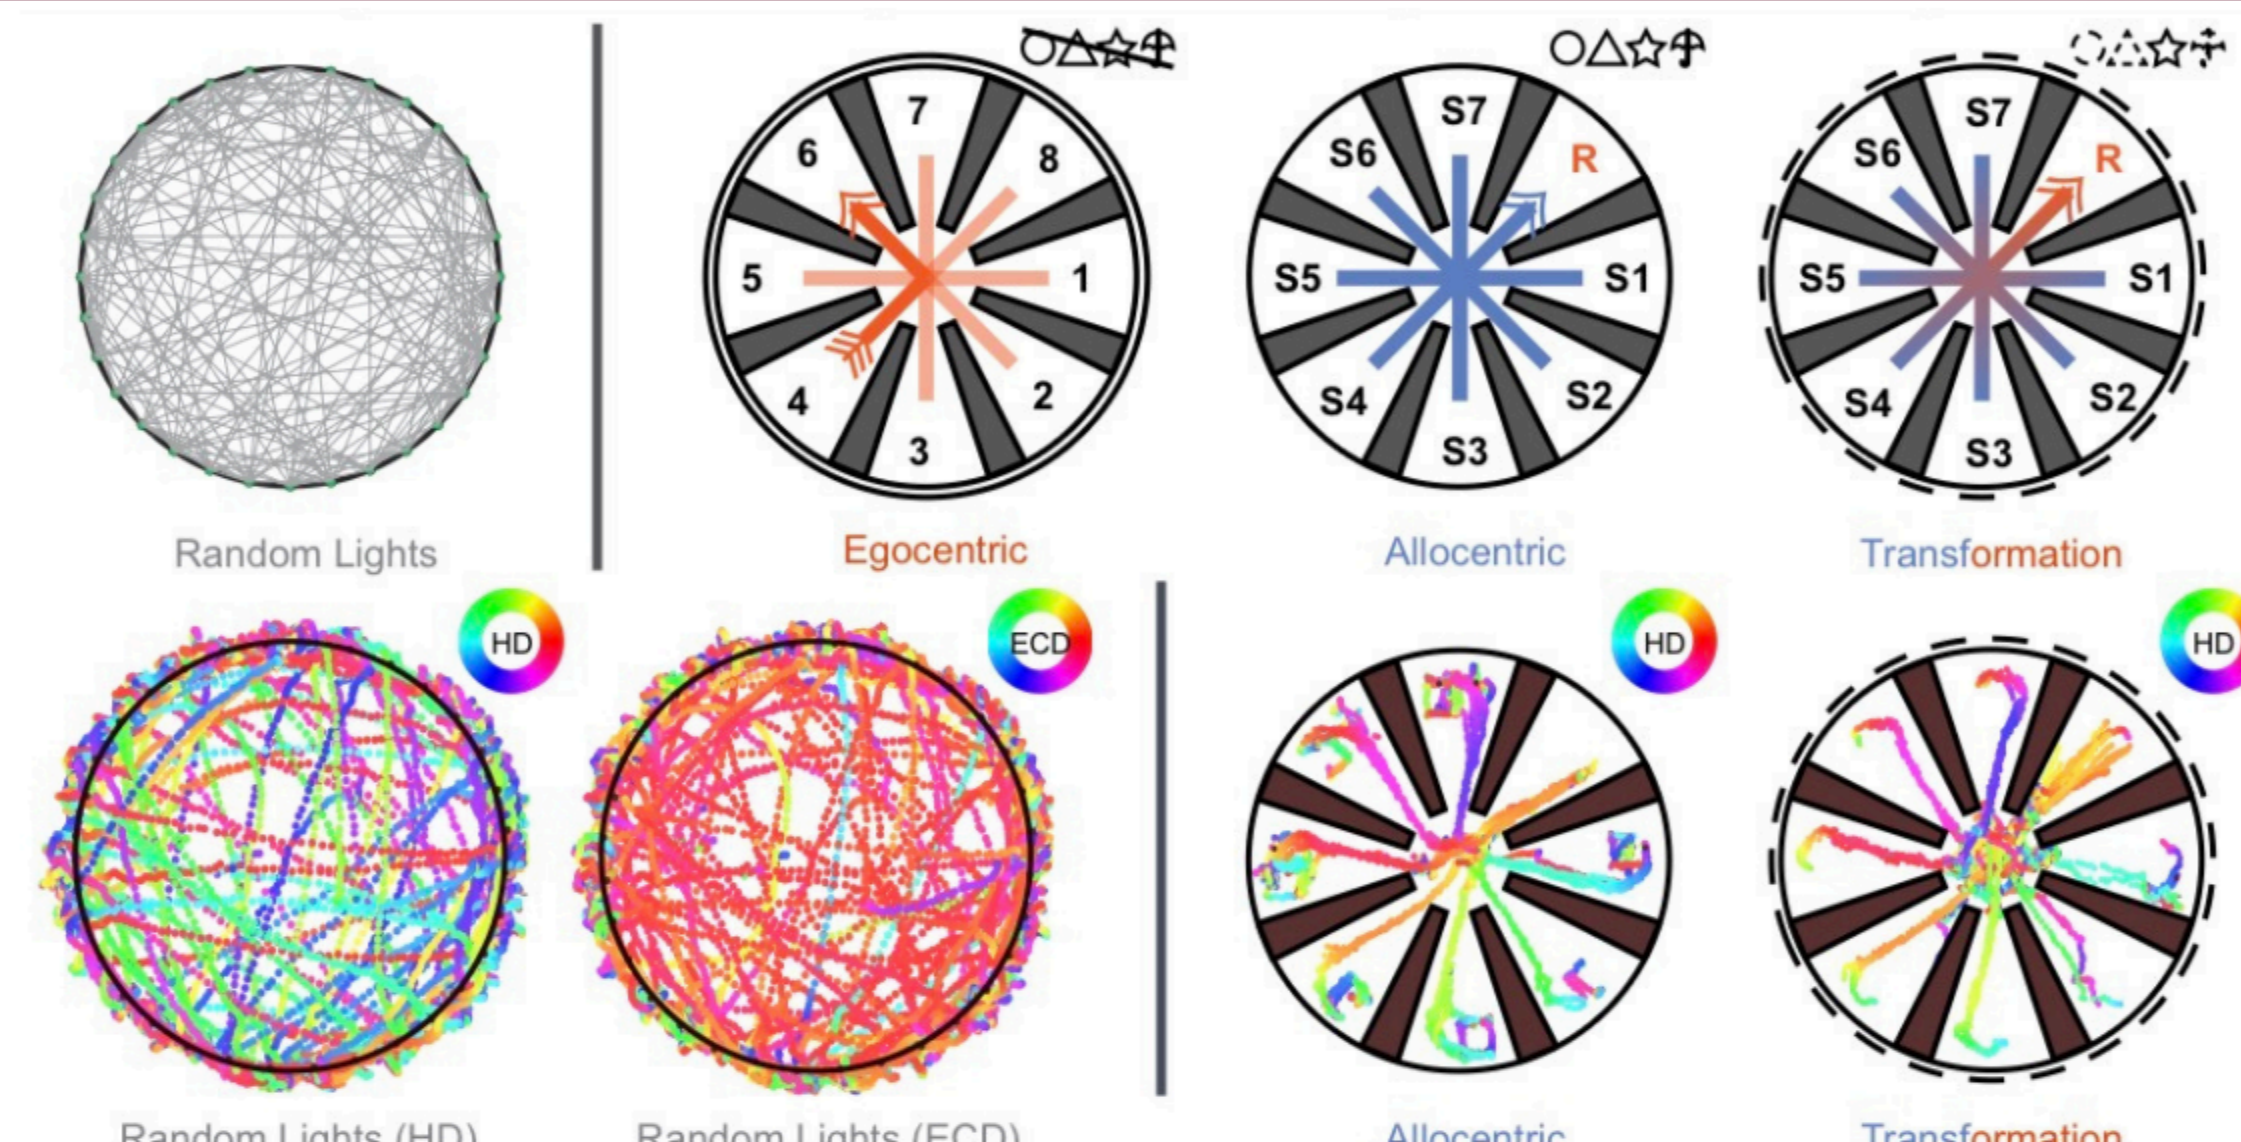 7
6
8
5
1
4
2
3
S7
S6
R
S5
S1
S4
S2
S3
S7
S6
R
S5
S1
S4
S2
S3
Random Lights
Egocentric
Allocentric
Transformation
HD
ECD
HD
HD
Random Lights (HD)
Random Lights (ECD)
Allocentric
Transformation